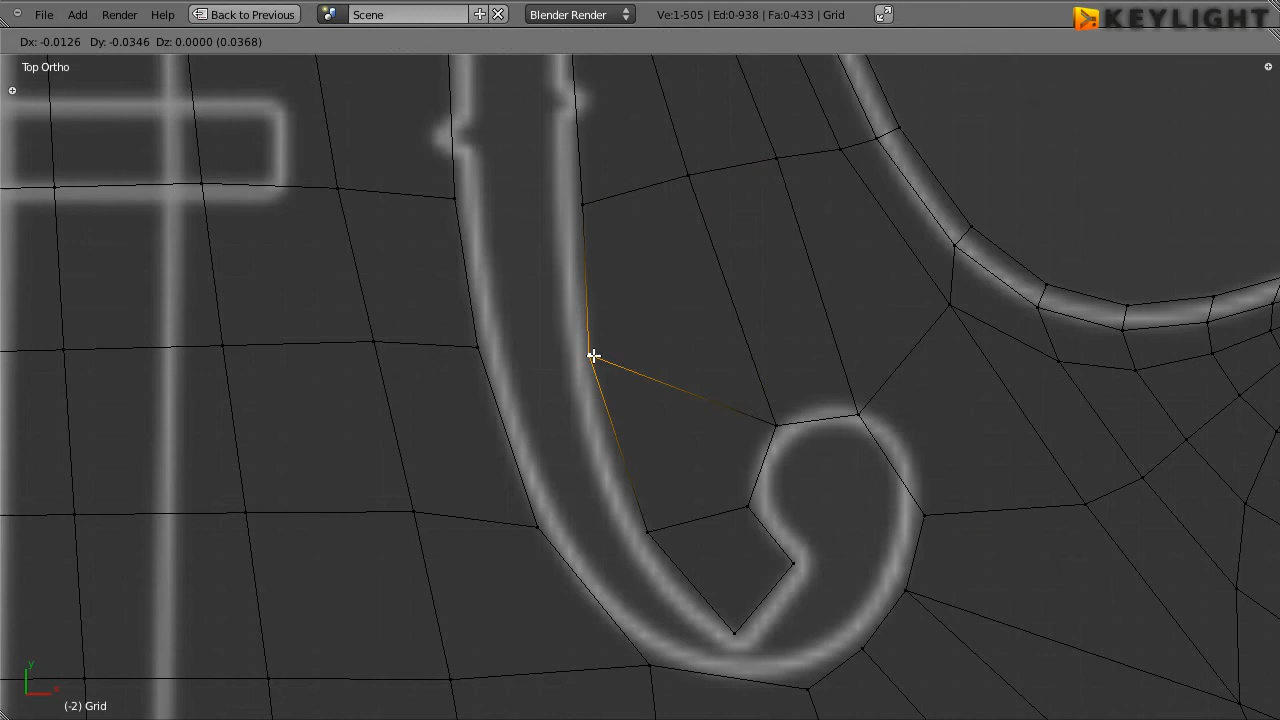 File Add Render Help Back to Previous Scene Blender Render Ve:1-505 | Ed:0-938 | Fa:0-433 | Grid KEYLIGHT
Dx: -0.0126 Dy: -0.0346 Dz: 0.0000 (0.0368)
Top Ortho
y
x
(-2) Grid